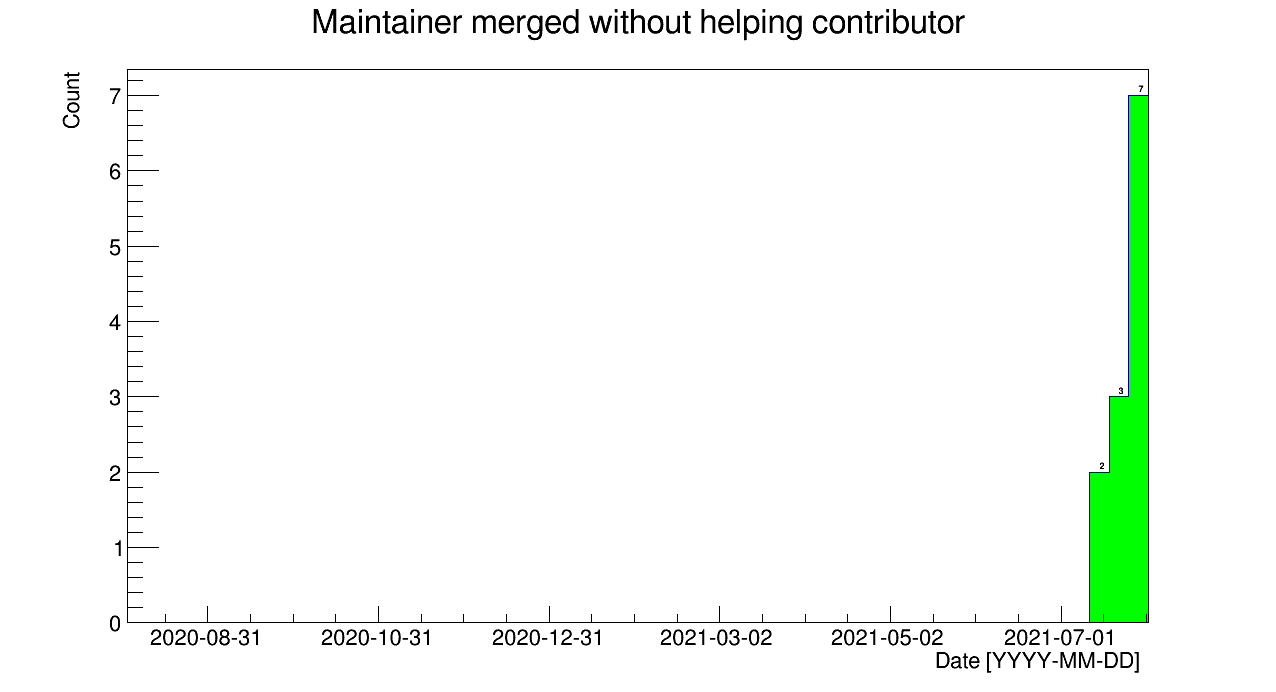 Maintainer merged without helping contributor
Count
7
6
5
4
3
2
1
0
7
3
2
2020-08-31 2020-10-31 2020-12-31 2021-03-02 2021-05-02 2021-07-01
Date [YYYY-MM-DD]